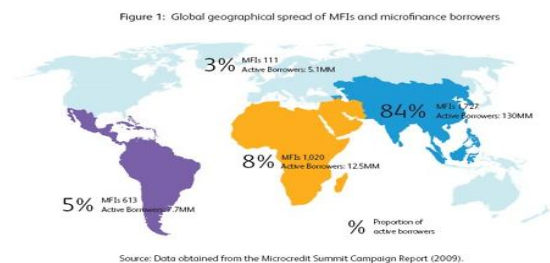 Figure 1: Global geographical spread of MFIs and microfinance borrowers
3% MFIs 111
Active Borrowers: 5.1MM
84% MFIs 1,727
Active Borrowers: 130MM
8% MFIs 1,020
Active Borrowers: 12.5MM
5% MFIs 613
Active Borrowers: 7.7MM
% Proportion of
active borrowers
Source: Data obtained from the Microcredit Summit Campaign Report (2009).